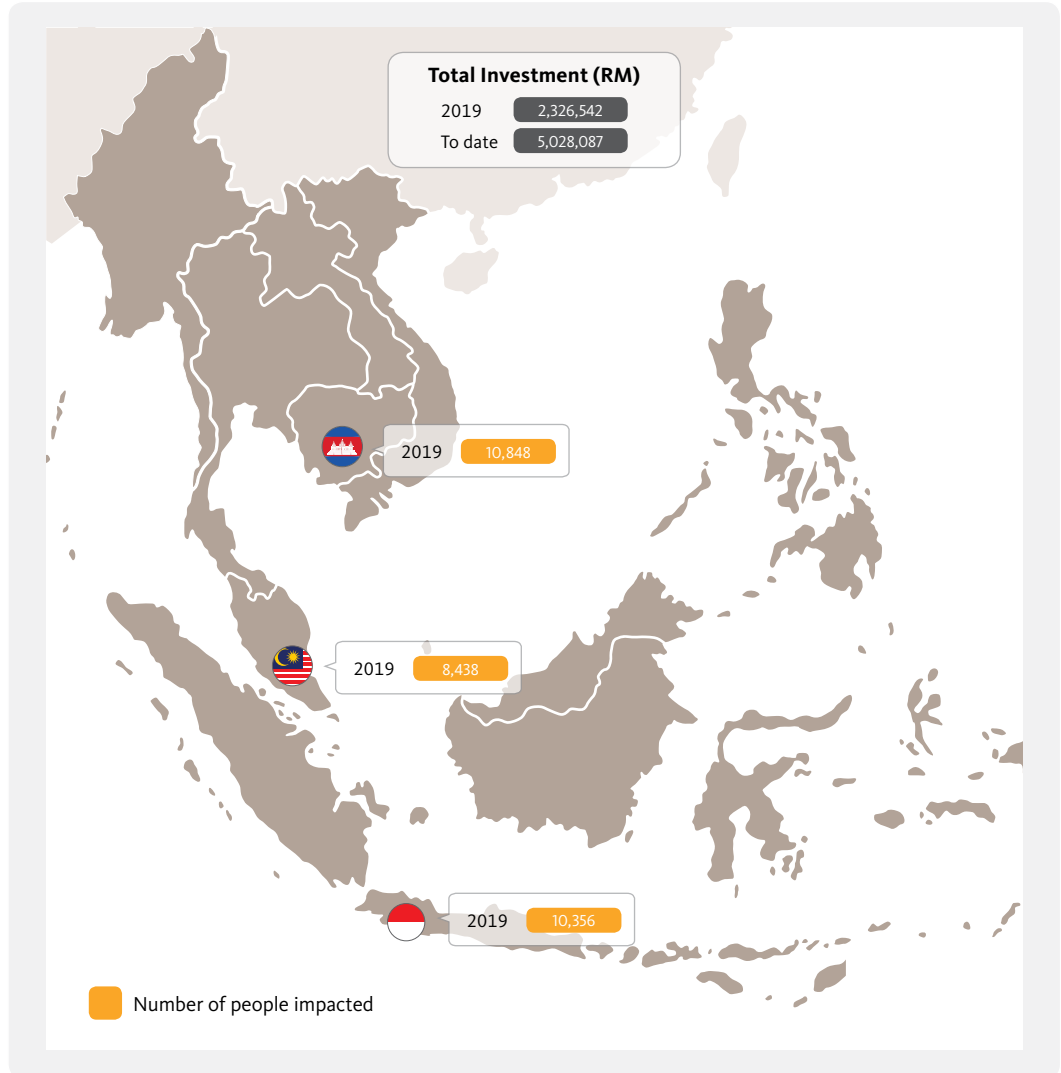 Total Investment (RM)
2019 2,326,542
To date 5,028,087
2019 10,848
2019 8,438
2019 10,356
Number of people impacted